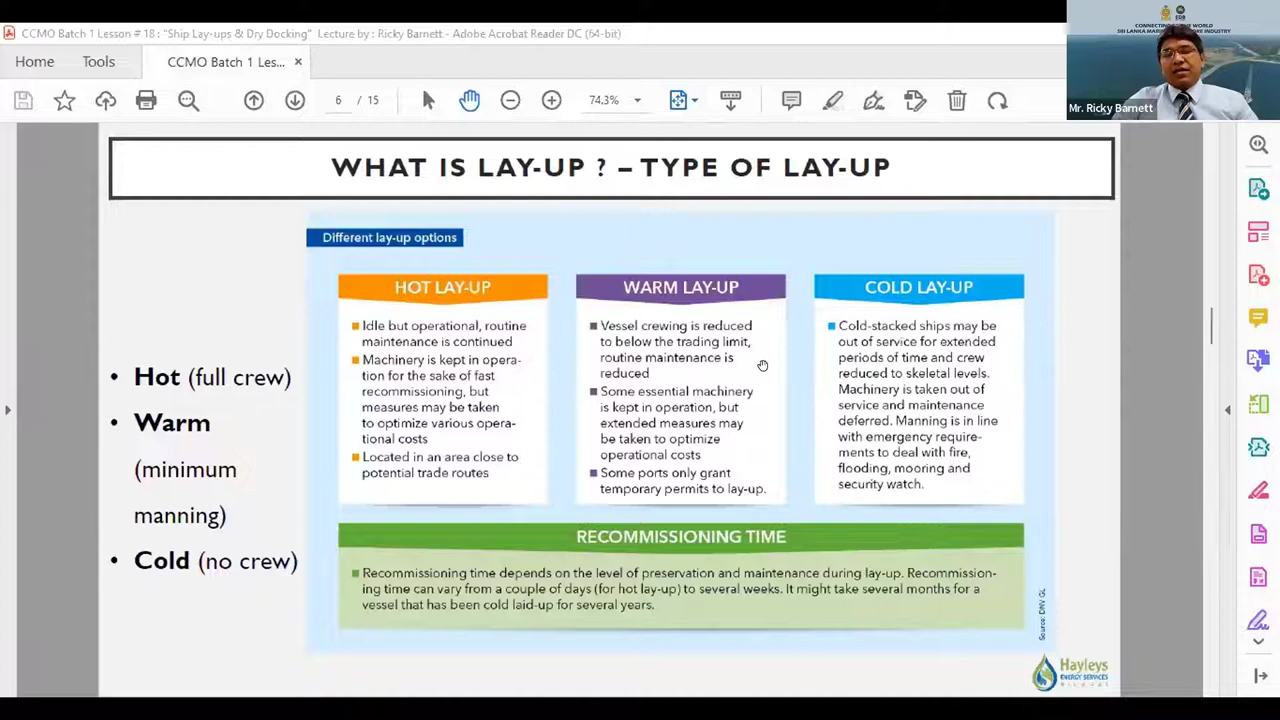 CCMO Batch 1 Lesson # 18 : "Ship Lay-ups & Dry Docking" Lecture by : Ricky Barnett - Adobe Acrobat Reader DC (64-bit)
Home Tools CCMO Batch 1 Les... ×
6 / 15 74.3%
CONNECTING THE WORLD
Mr. Ricky Barnett
WHAT IS LAY-UP ? – TYPE OF LAY-UP
• Hot (full crew)
• Warm
(minimum
manning)
• Cold (no crew)
Different lay-up options
HOT LAY-UP
Idle but operational, routine
maintenance is continued
Machinery is kept in opera-
tion for the sake of fast
recommissioning, but
measures may be taken
to optimize various opera-
tional costs
Located in an area close to
potential trade routes
WARM LAY-UP
Vessel crewing is reduced
to below the trading limit,
routine maintenance is
reduced
Some essential machinery
is kept in operation, but
extended measures may
be taken to optimize
operational costs
Some ports only grant
temporary permits to lay-up.
COLD LAY-UP
Cold-stacked ships may be
out of service for extended
periods of time and crew
reduced to skeletal levels.
Machinery is taken out of
service and maintenance
deferred. Manning is in line
with emergency require-
ments to deal with fire,
flooding, mooring and
security watch.
RECOMMISSIONING TIME
Recommissioning time depends on the level of preservation and maintenance during lay-up. Recommission-
ing time can vary from a couple of days (for hot lay-up) to several weeks. It might take several months for a
vessel that has been cold laid-up for several years.
Source: DNV GL
Hayleys
ENERGY SERVICES